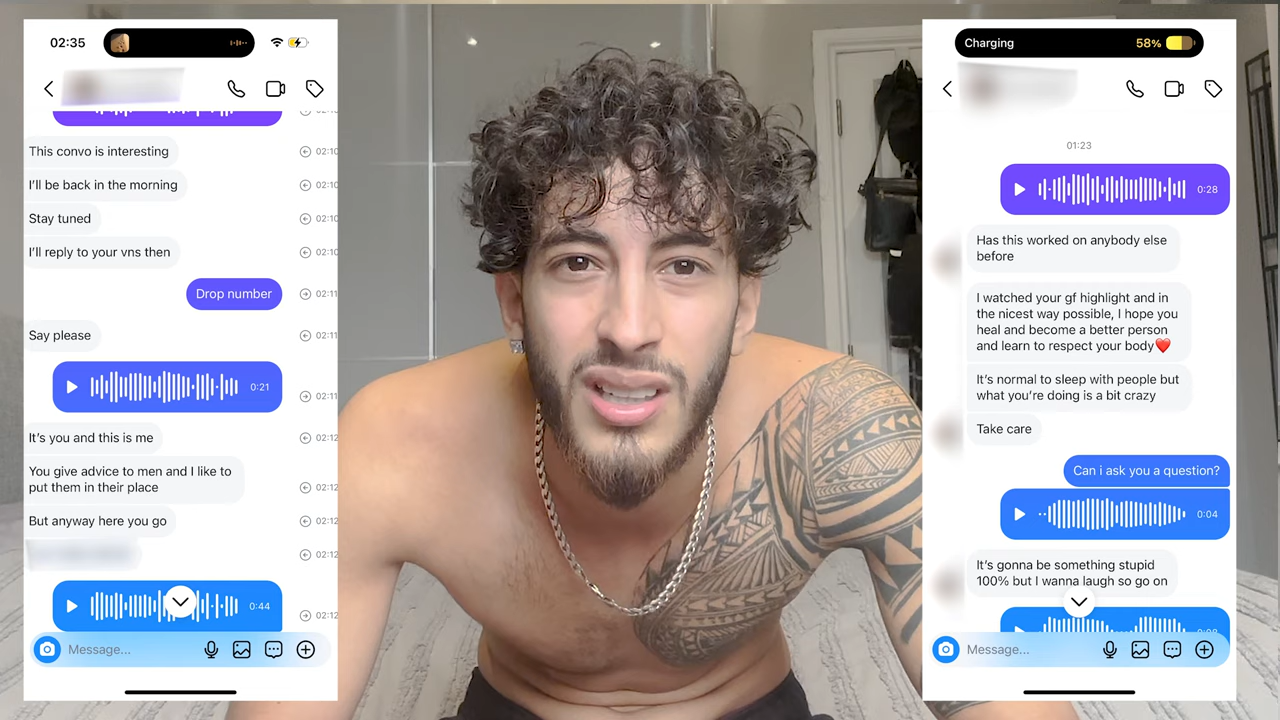 02:35
This convo is interesting
02:10
I'll be back in the morning
02:10
Stay tuned
02:10
I'll reply to your vns then
02:10
Drop number
02:11
Say please
02:11
0:21
02:11
It's you and this is me
02:12
You give advice to men and I like to
put them in their place
02:12
But anyway here you go
02:12
02:12
0:44
02:12
Message...
Charging
58%
01:23
0:28
Has this worked on anybody else
before
I watched your gf highlight and in
the nicest way possible, I hope you
heal and become a better person
and learn to respect your body❤️
It's normal to sleep with people but
what you're doing is a bit crazy
Take care
Can i ask you a question?
0:04
It's gonna be something stupid
100% but I wanna laugh so go on
Message...